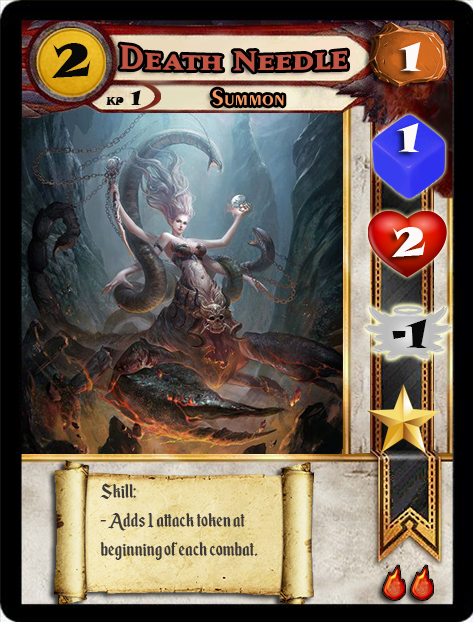 2
DEATH NEEDLE
1
KP 1
SUMMON
1
2
-1
Skill:
- Adds 1 attack token at
beginning of each combat.